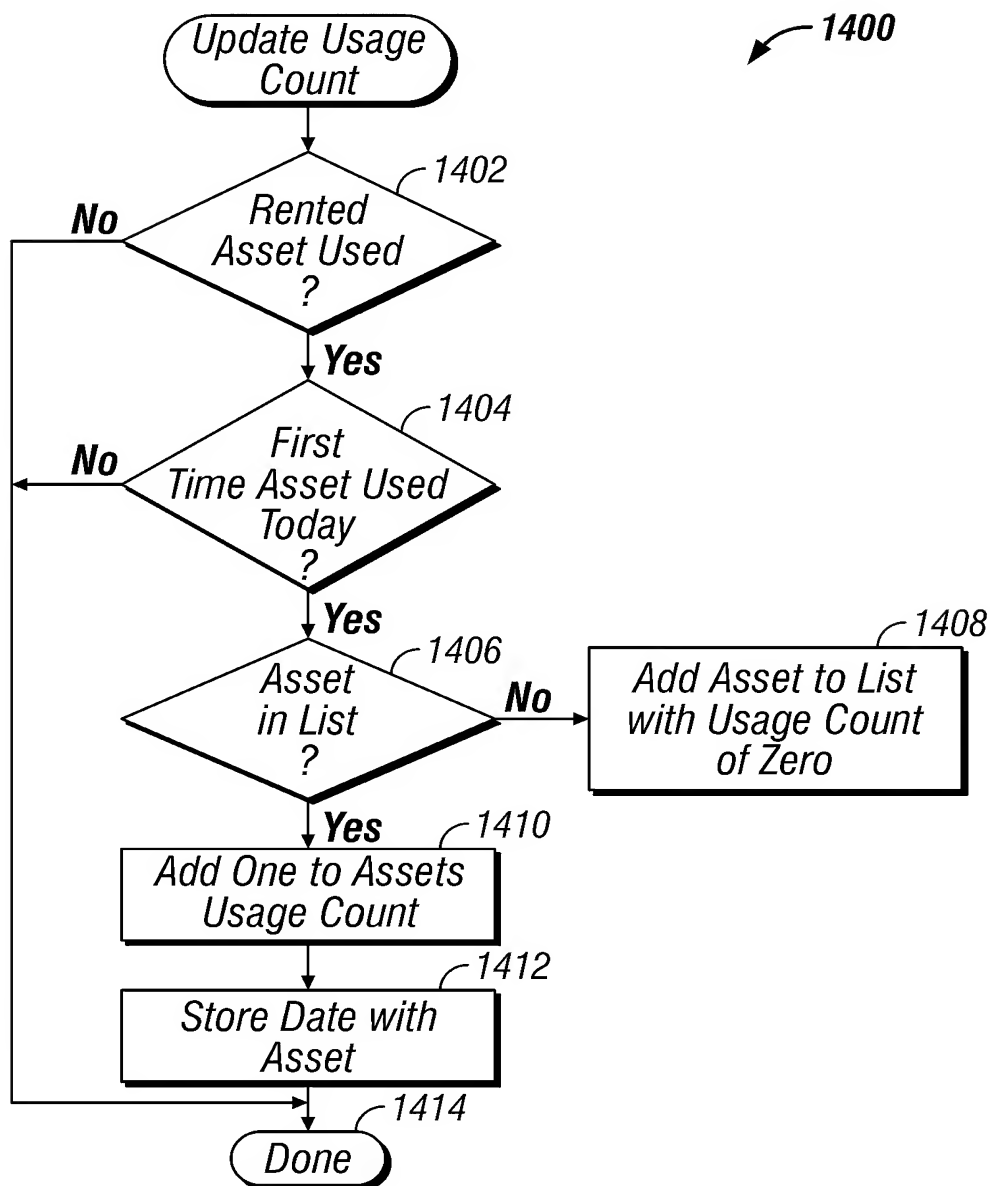 Update Usage
Count
1400
1402
Rented
Asset Used
?
No
Yes
1404
First
Time Asset Used
Today
?
No
Yes
1406
Asset
in List
?
No
1408
Add Asset to List
with Usage Count
of Zero
Yes
1410
Add One to Assets
Usage Count
1412
Store Date with
Asset
1414
Done